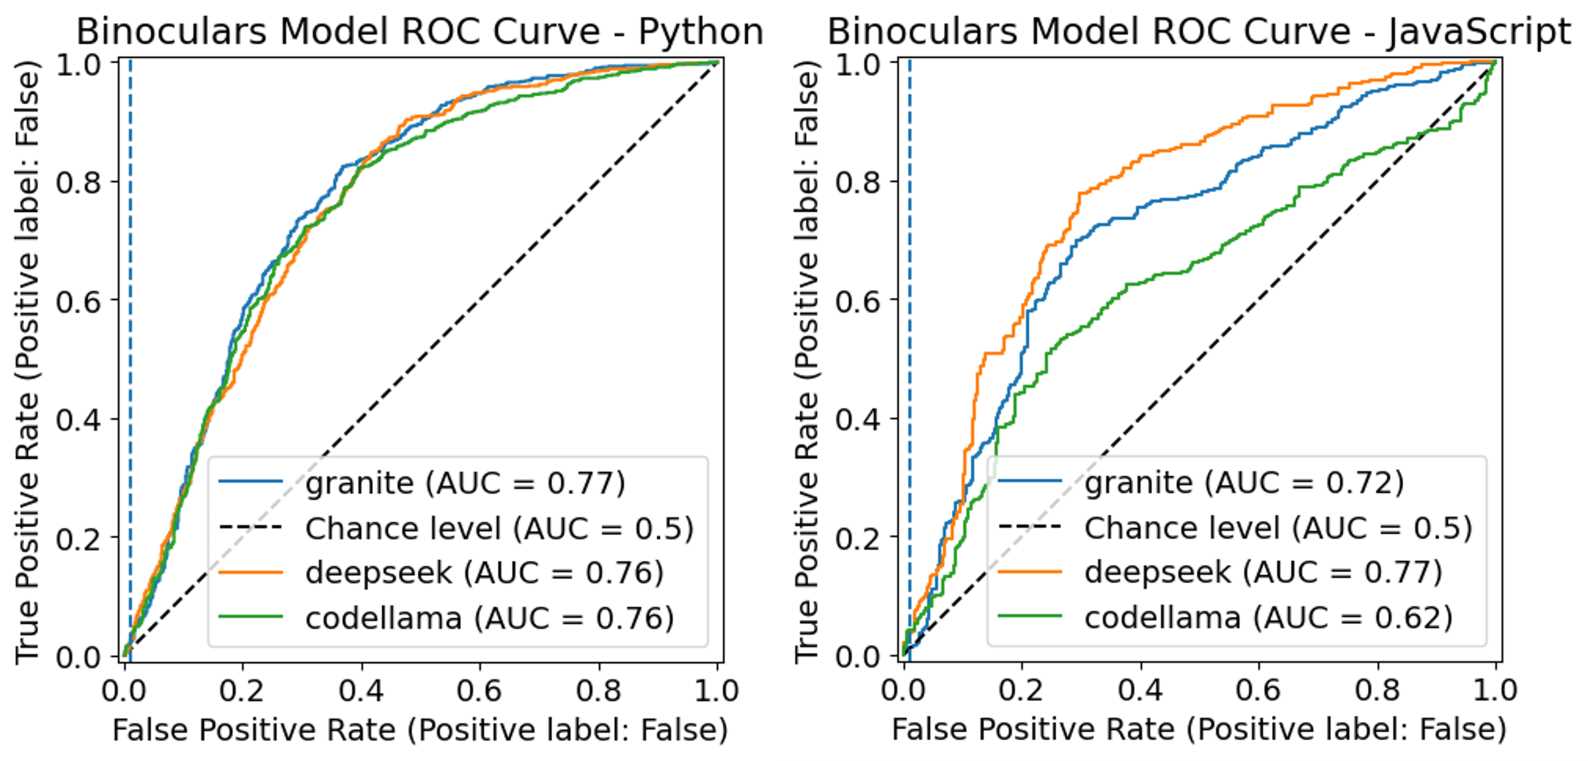 Binoculars Model ROC Curve - Python
True Positive Rate (Positive label: False)
1.0
0.8
0.6
0.4
0.2
0.0
granite (AUC = 0.77)
Chance level (AUC = 0.5)
deepseek (AUC = 0.76)
codellama (AUC = 0.76)
0.0 0.2 0.4 0.6 0.8 1.0
False Positive Rate (Positive label: False)
Binoculars Model ROC Curve - JavaScript
True Positive Rate (Positive label: False)
1.0
0.8
0.6
0.4
0.2
0.0
granite (AUC = 0.72)
Chance level (AUC = 0.5)
deepseek (AUC = 0.77)
codellama (AUC = 0.62)
0.0 0.2 0.4 0.6 0.8 1.0
False Positive Rate (Positive label: False)